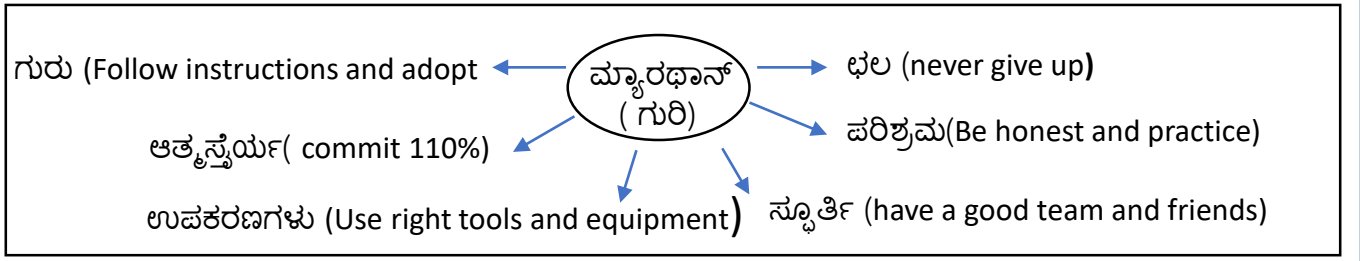 ಗುರು (Follow instructions and adopt
ಮ್ಯಾರಥಾನ್
( ಗುರಿ)
ಛಲ (never give up)
ಆತ್ಮಸ್ತೈರ್ಯ( commit 110%)
ಪರಿಶ್ರಮ(Be honest and practice)
ಉಪಕರಣಗಳು (Use right tools and equipment)
ಸ್ಪೂರ್ತಿ (have a good team and friends)